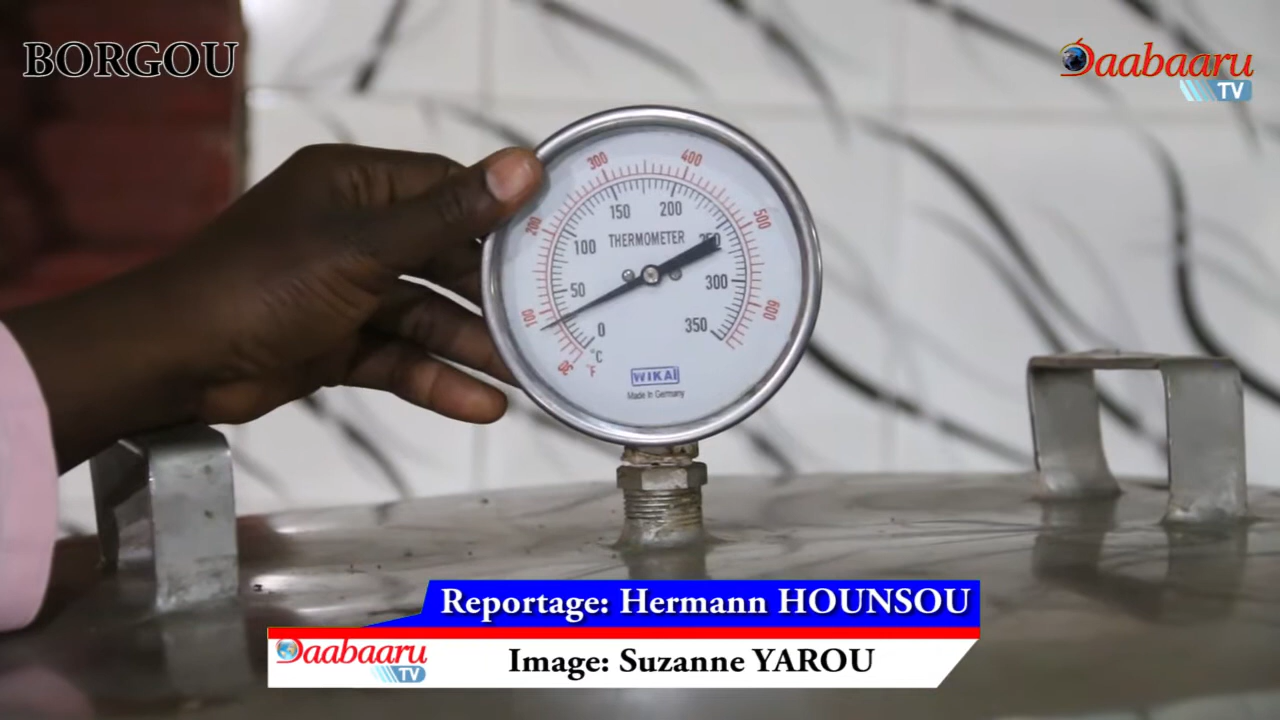 BORGOU
Daabaaru
TV
300
400
200
150
200
500
100
THERMOMETER
250
50
300
100
600
0
350
°C
30
°F
WIKAI
Made In Germany
Reportage: Hermann HOUNSOU
Daabaaru
TV
Image: Suzanne YAROU